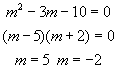 m² − 3m − 10 = 0
(m − 5)(m + 2) = 0
m = 5  m = −2